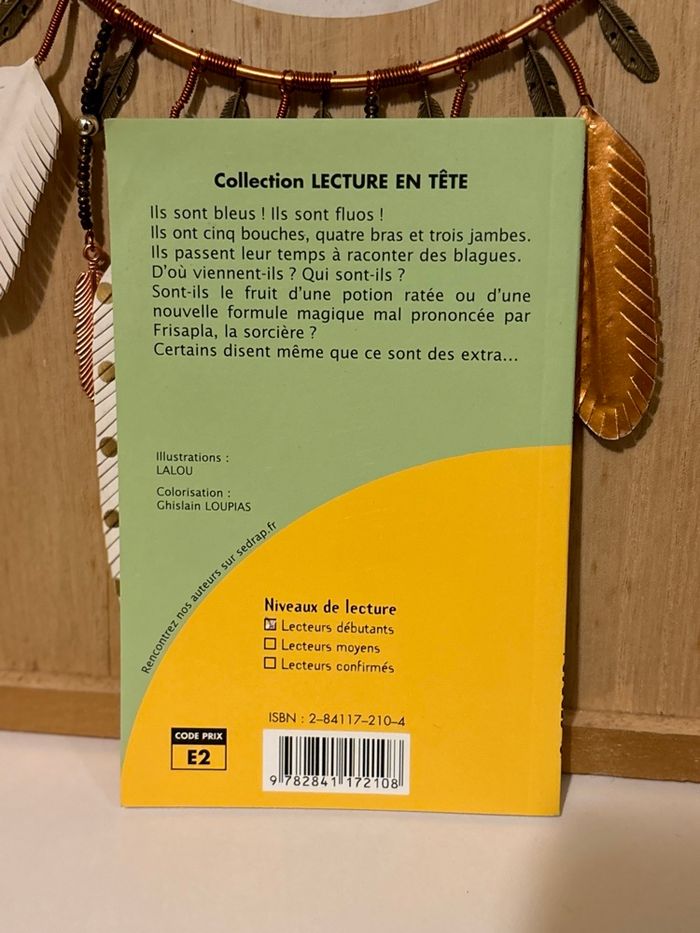 Collection LECTURE EN TÊTE
Ils sont bleus ! Ils sont fluos !
Ils ont cinq bouches, quatre bras et trois jambes.
Ils passent leur temps à raconter des blagues.
D'où viennent-ils ? Qui sont-ils ?
Sont-ils le fruit d'une potion ratée ou d'une
nouvelle formule magique mal prononcée par
Frisapla, la sorcière ?
Certains disent même que ce sont des extra...
Illustrations :
LALOU
Colorisation :
Ghislain LOUPIAS
Rencontrez nos auteurs sur sedrap.fr
Niveaux de lecture
Lecteurs débutants
Lecteurs moyens
Lecteurs confirmés
ISBN : 2-84117-210-4
CODE PRIX
E2
9 782841 172108